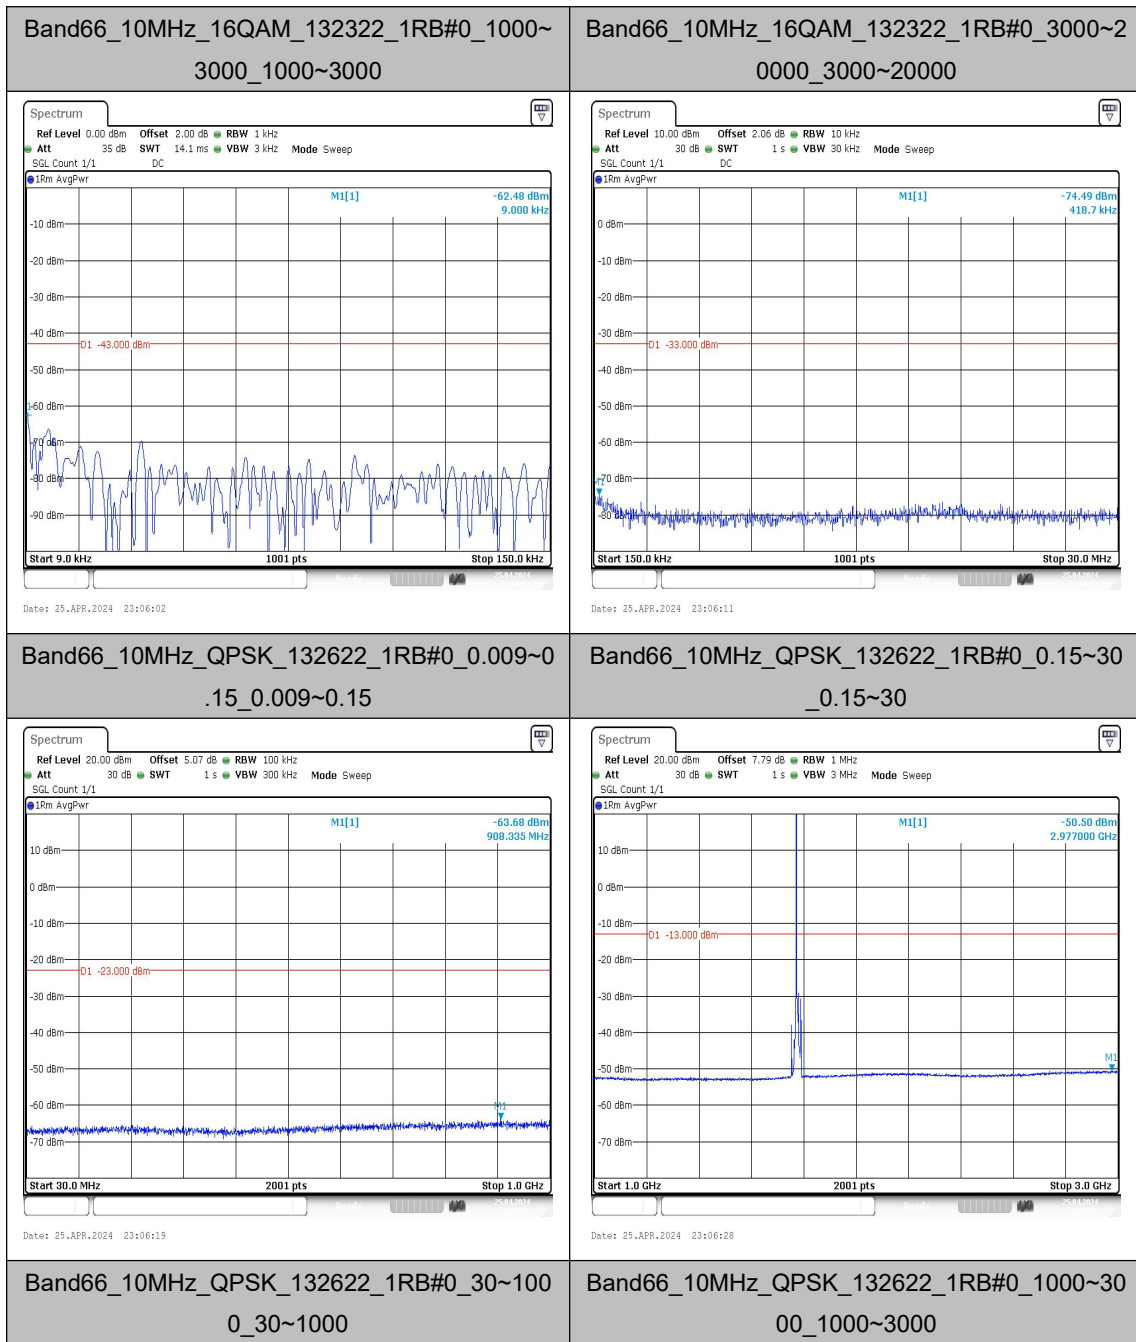 Band66_10MHz_16QAM_132322_1RB#0_1000~
3000_1000~3000
Band66_10MHz_16QAM_132322_1RB#0_3000~2
0000_3000~20000
Spectrum
Ref Level 0.00 dBm Offset 2.00 dB RBW 1 kHz
Att 35 dB SWT 14.1 ms VBW 3 kHz Mode Sweep
SGL Count 1/1 DC
1Rm AvgPwr
M1[1] -62.48 dBm
9.000 kHz
-10 dBm
-20 dBm
-30 dBm
-40 dBm
D1 -43.000 dBm
-50 dBm
-60 dBm
-70 dBm
-80 dBm
-90 dBm
Start 9.0 kHz 1001 pts Stop 150.0 kHz
Ready 25.04.2024
Date: 25.APR.2024 23:06:02
Spectrum
Ref Level 10.00 dBm Offset 2.06 dB RBW 10 kHz
Att 30 dB SWT 1 s VBW 30 kHz Mode Sweep
SGL Count 1/1 DC
1Rm AvgPwr
M1[1] -74.49 dBm
418.7 kHz
0 dBm
-10 dBm
-20 dBm
-30 dBm
D1 -33.000 dBm
-40 dBm
-50 dBm
-60 dBm
-70 dBm
-80 dBm
Start 150.0 kHz 1001 pts Stop 30.0 MHz
Ready 25.04.2024
Date: 25.APR.2024 23:06:11
Band66_10MHz_QPSK_132622_1RB#0_0.009~0
.15_0.009~0.15
Band66_10MHz_QPSK_132622_1RB#0_0.15~30
_0.15~30
Spectrum
Ref Level 20.00 dBm Offset 5.07 dB RBW 100 kHz
Att 30 dB SWT 1 s VBW 300 kHz Mode Sweep
SGL Count 1/1
1Rm AvgPwr
M1[1] -63.68 dBm
908.335 MHz
10 dBm
0 dBm
-10 dBm
-20 dBm
D1 -23.000 dBm
-30 dBm
-40 dBm
-50 dBm
-60 dBm
M1
-70 dBm
Start 30.0 MHz 2001 pts Stop 1.0 GHz
Ready 25.04.2024
Date: 25.APR.2024 23:06:19
Spectrum
Ref Level 20.00 dBm Offset 7.79 dB RBW 1 MHz
Att 30 dB SWT 1 s VBW 3 MHz Mode Sweep
SGL Count 1/1
1Rm AvgPwr
M1[1] -50.50 dBm
2.977000 GHz
10 dBm
0 dBm
-10 dBm
D1 -13.000 dBm
-20 dBm
-30 dBm
-40 dBm
-50 dBm
M1
-60 dBm
-70 dBm
Start 1.0 GHz 2001 pts Stop 3.0 GHz
Ready 25.04.2024
Date: 25.APR.2024 23:06:28
Band66_10MHz_QPSK_132622_1RB#0_30~100
0_30~1000
Band66_10MHz_QPSK_132622_1RB#0_1000~30
00_1000~3000